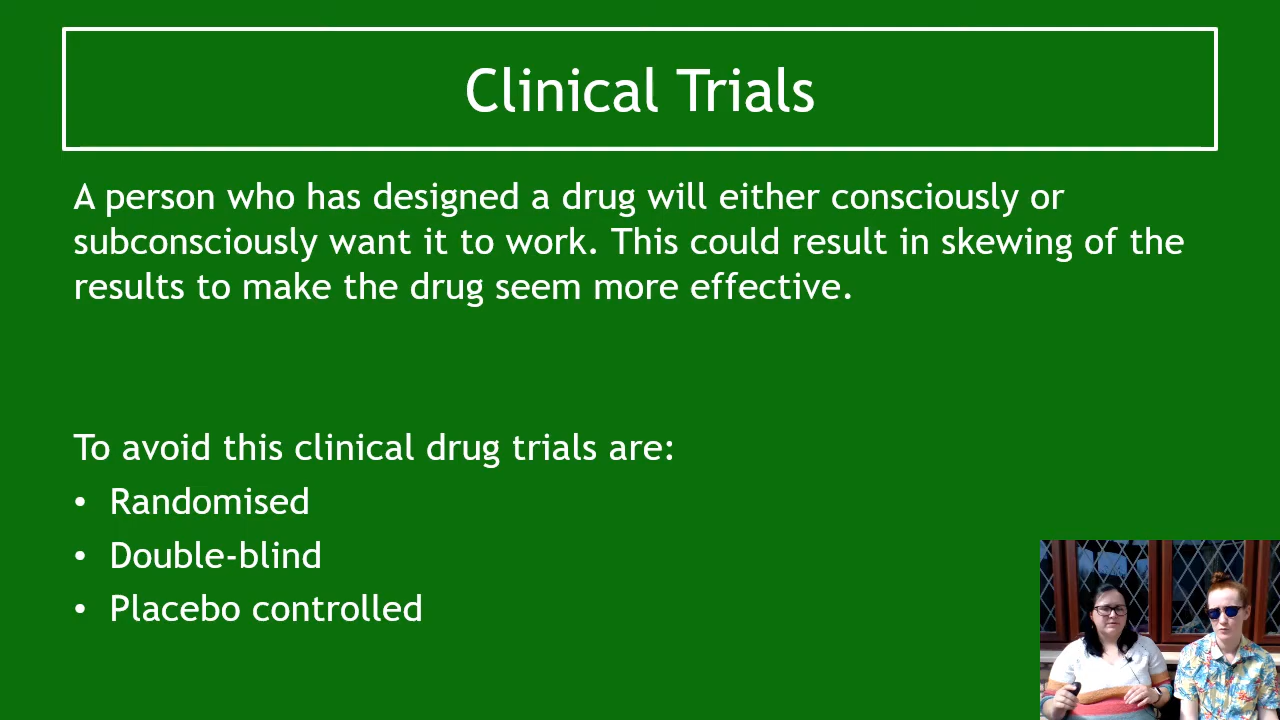 Clinical Trials
A person who has designed a drug will either consciously or
subconsciously want it to work. This could result in skewing of the
results to make the drug seem more effective.
To avoid this clinical drug trials are:
• Randomised
• Double-blind
• Placebo controlled